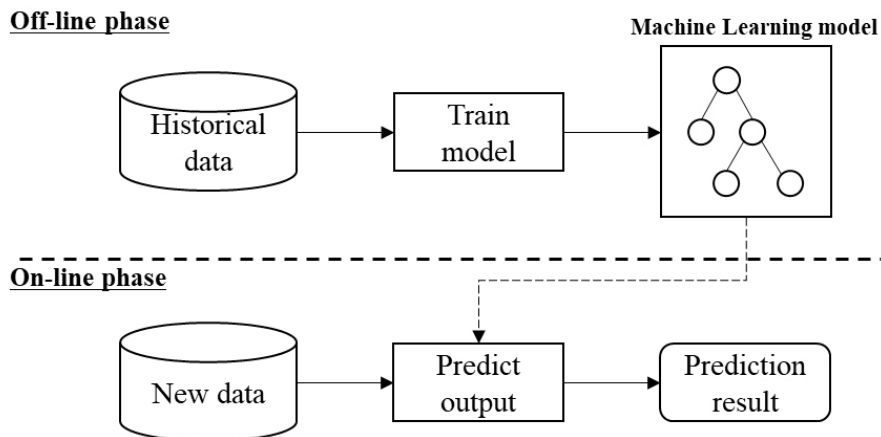 Off-line phase
Machine Learning model
Historical
data
Train
model
On-line phase
New data
Predict
output
Prediction
result